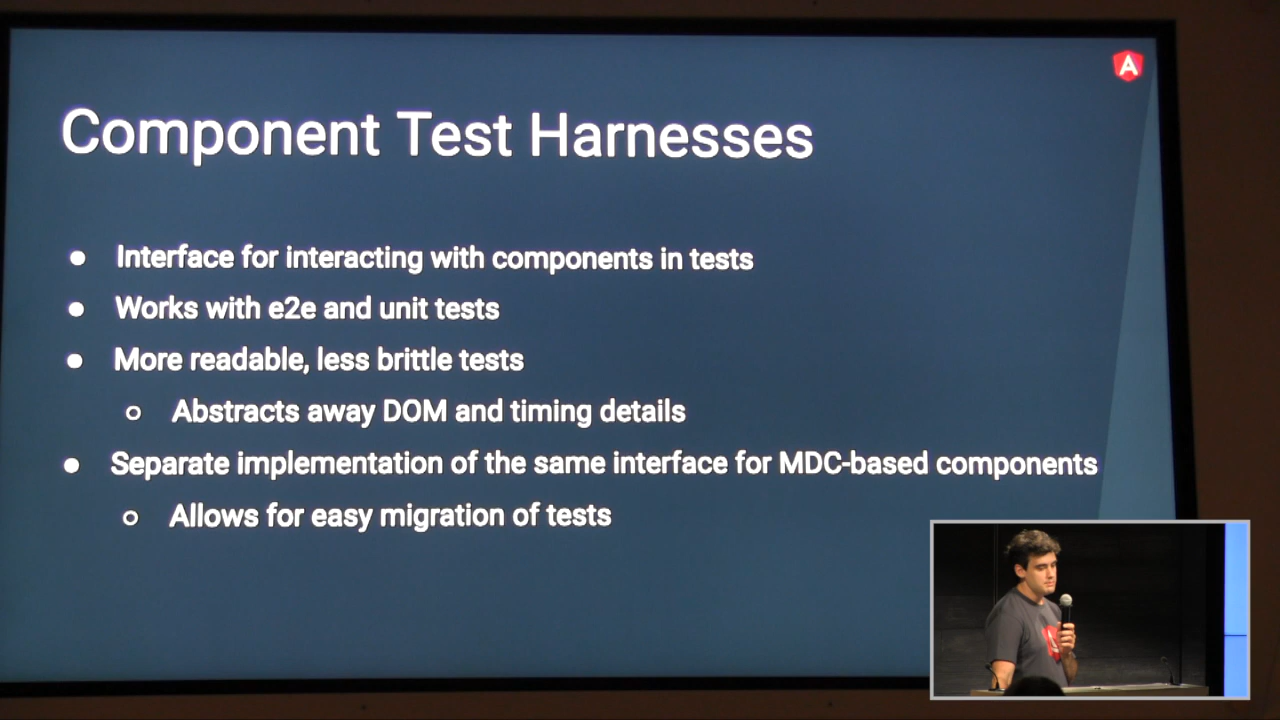 Component Test Harnesses
● Interface for interacting with components in tests
● Works with e2e and unit tests
● More readable, less brittle tests
○ Abstracts away DOM and timing details
● Separate implementation of the same interface for MDC-based components
○ Allows for easy migration of tests